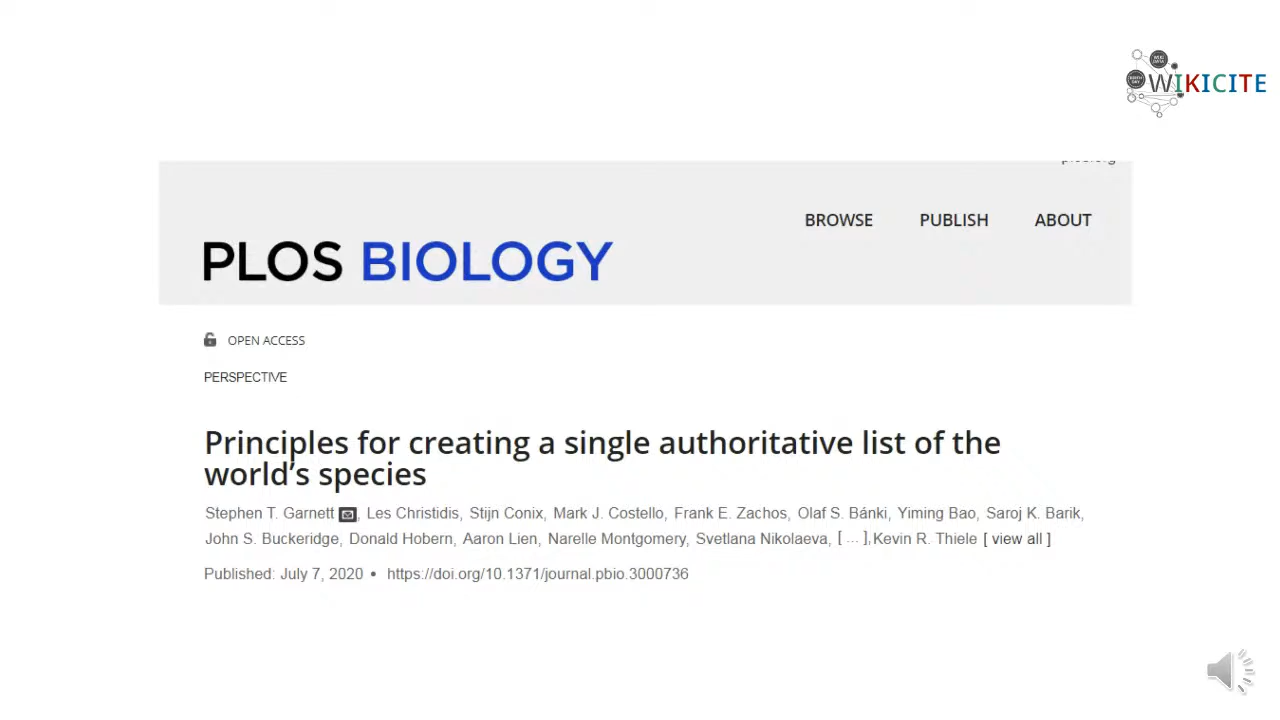 WIKICITE
BROWSE PUBLISH ABOUT
PLOS BIOLOGY
OPEN ACCESS
PERSPECTIVE
Principles for creating a single authoritative list of the
world's species
Stephen T. Garnett , Les Christidis, Stijn Conix, Mark J. Costello, Frank E. Zachos, Olaf S. Bánki, Yiming Bao, Saroj K. Barik,
John S. Buckeridge, Donald Hobern, Aaron Lien, Narelle Montgomery, Svetlana Nikolaeva, [ ... ], Kevin R. Thiele [ view all ]
Published: July 7, 2020 • https://doi.org/10.1371/journal.pbio.3000736